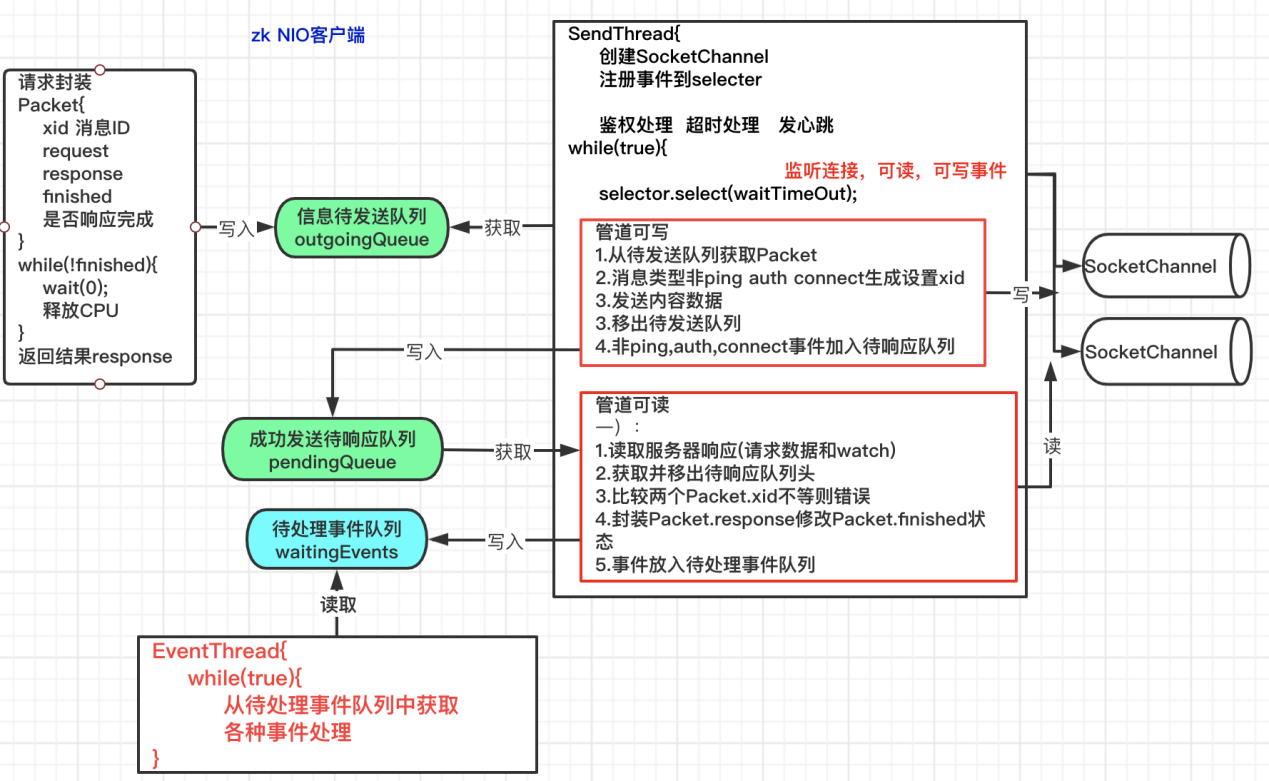 zk NIO客户端
请求封装
Packet{
xid 消息ID
request
response
finished
是否响应完成
}
while(!finished){
wait(0);
释放CPU
}
返回结果response
写入
信息待发送队列
outgoingQueue
获取
SendThread{
创建SocketChannel
注册事件到selecter
鉴权处理 超时处理 发心跳
while(true){
监听连接，可读，可写事件
selector.select(waitTimeOut);
管道可写
1.从待发送队列获取Packet
2.消息类型非ping auth connect生成设置xid
3.发送内容数据
3.移出待发送队列
4.非ping,auth,connect事件加入待响应队列
写
SocketChannel
SocketChannel
写入
成功发送待响应队列
pendingQueue
获取
管道可读
一）：
1.读取服务器响应(请求数据和watch)
2.获取并移出待响应队列头
3.比较两个Packet.xid不等则错误
4.封装Packet.response修改Packet.finished状
态
5.事件放入待处理事件队列
读
待处理事件队列
waitingEvents
写入
读取
EventThread{
while(true){
从待处理事件队列中获取
各种事件处理
}